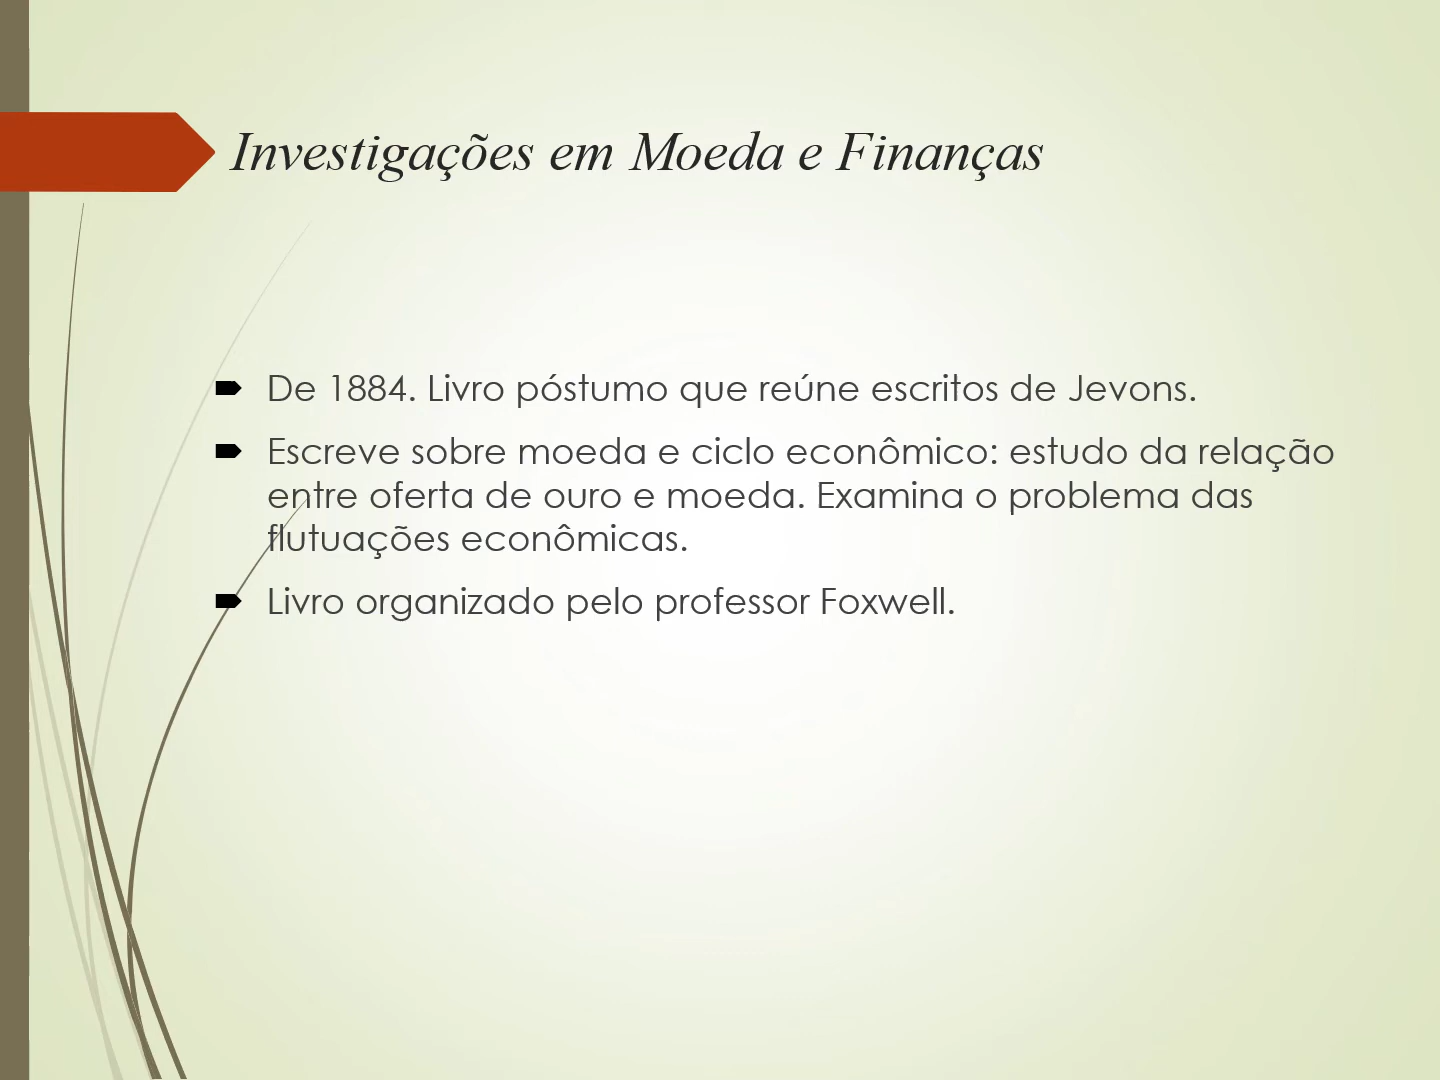 Investigações em Moeda e Finanças
De 1884. Livro póstumo que reúne escritos de Jevons.
Escreve sobre moeda e ciclo econômico: estudo da relação
entre oferta de ouro e moeda. Examina o problema das
flutuações econômicas.
Livro organizado pelo professor Foxwell.